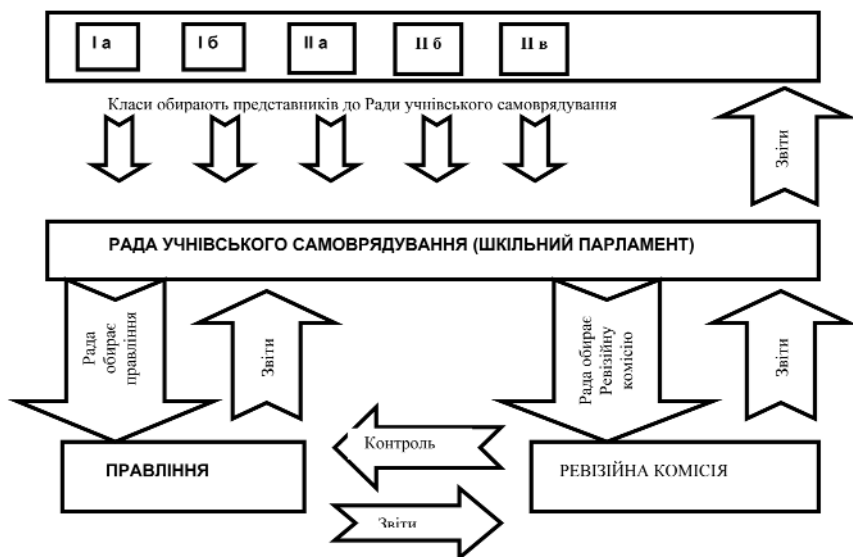 І а
І б
ІІ а
ІІ б
ІІ в
Класи обирають представників до Ради учнівського самоврядування
Звіти
РАДА УЧНІВСЬКОГО САМОВРЯДУВАННЯ (ШКІЛЬНИЙ ПАРЛАМЕНТ)
Рада
обирає
правління
Звіти
Рада обирає
Ревізійну
комісію
Звіти
Контроль
ПРАВЛІННЯ
РЕВІЗІЙНА КОМІСІЯ
Звіти